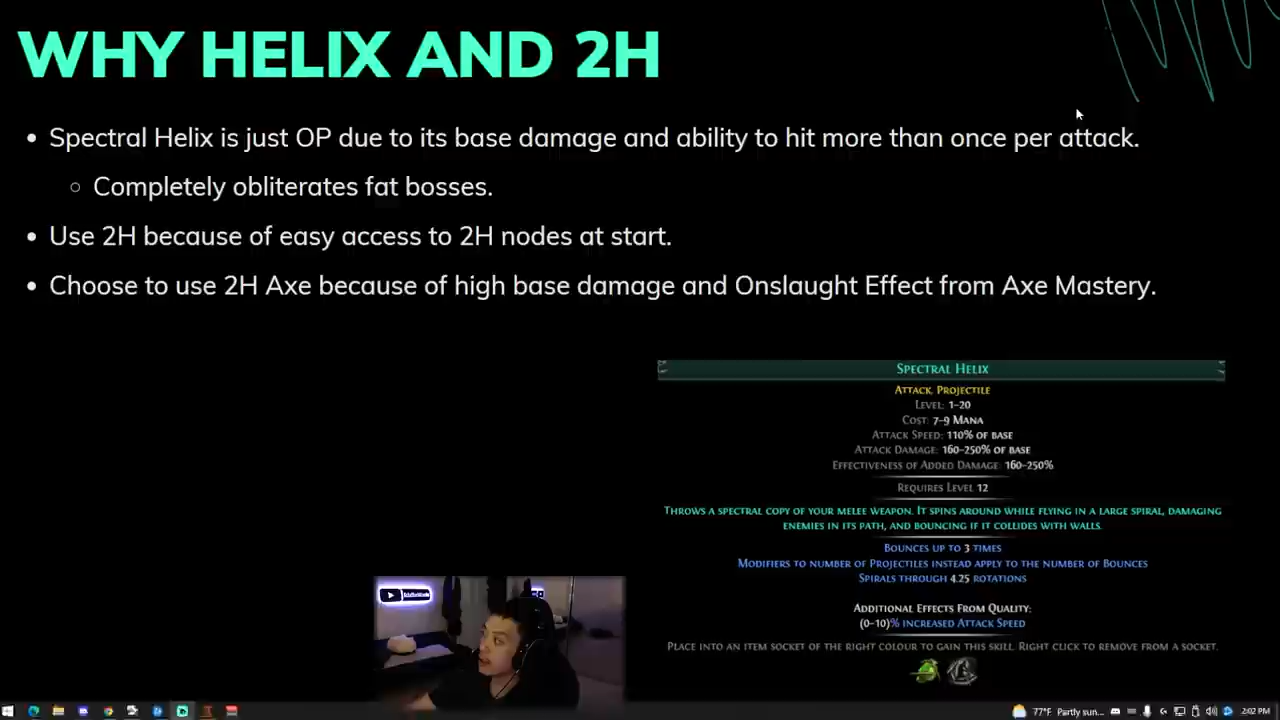 WHY HELIX AND 2H
• Spectral Helix is just OP due to its base damage and ability to hit more than once per attack.
○ Completely obliterates fat bosses.
• Use 2H because of easy access to 2H nodes at start.
• Choose to use 2H Axe because of high base damage and Onslaught Effect from Axe Mastery.
SPECTRAL HELIX
ATTACK, PROJECTILE
LEVEL: 1-20
COST: 7-9 MANA
ATTACK SPEED: 110% OF BASE
ATTACK DAMAGE: 160-250% OF BASE
EFFECTIVENESS OF ADDED DAMAGE: 160-250%
REQUIRES LEVEL 12
THROWS A SPECTRAL COPY OF YOUR MELEE WEAPON. IT SPINS AROUND WHILE FLYING IN A LARGE SPIRAL, DAMAGING
ENEMIES IN ITS PATH, AND BOUNCING IF IT COLLIDES WITH WALLS.
BOUNCES UP TO 3 TIMES
MODIFIERS TO NUMBER OF PROJECTILES INSTEAD APPLY TO THE NUMBER OF BOUNCES
SPIRALS THROUGH 4.25 ROTATIONS
ADDITIONAL EFFECTS FROM QUALITY:
(0-10)% INCREASED ATTACK SPEED
PLACE INTO AN ITEM SOCKET OF THE RIGHT COLOUR TO GAIN THIS SKILL. RIGHT CLICK TO REMOVE FROM A SOCKET.
77°F Partly sun... 2:02 PM